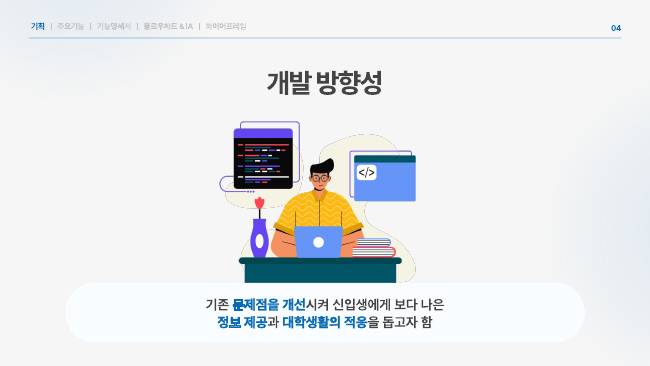 기획 | 주요기능 | 기능명세서 | 플로우차트 & IA | 와이어프레임
04
개발 방향성
</>
기존 문제점을 개선시켜 신입생에게 보다 나은
정보 제공과 대학생활의 적응을 돕고자 함